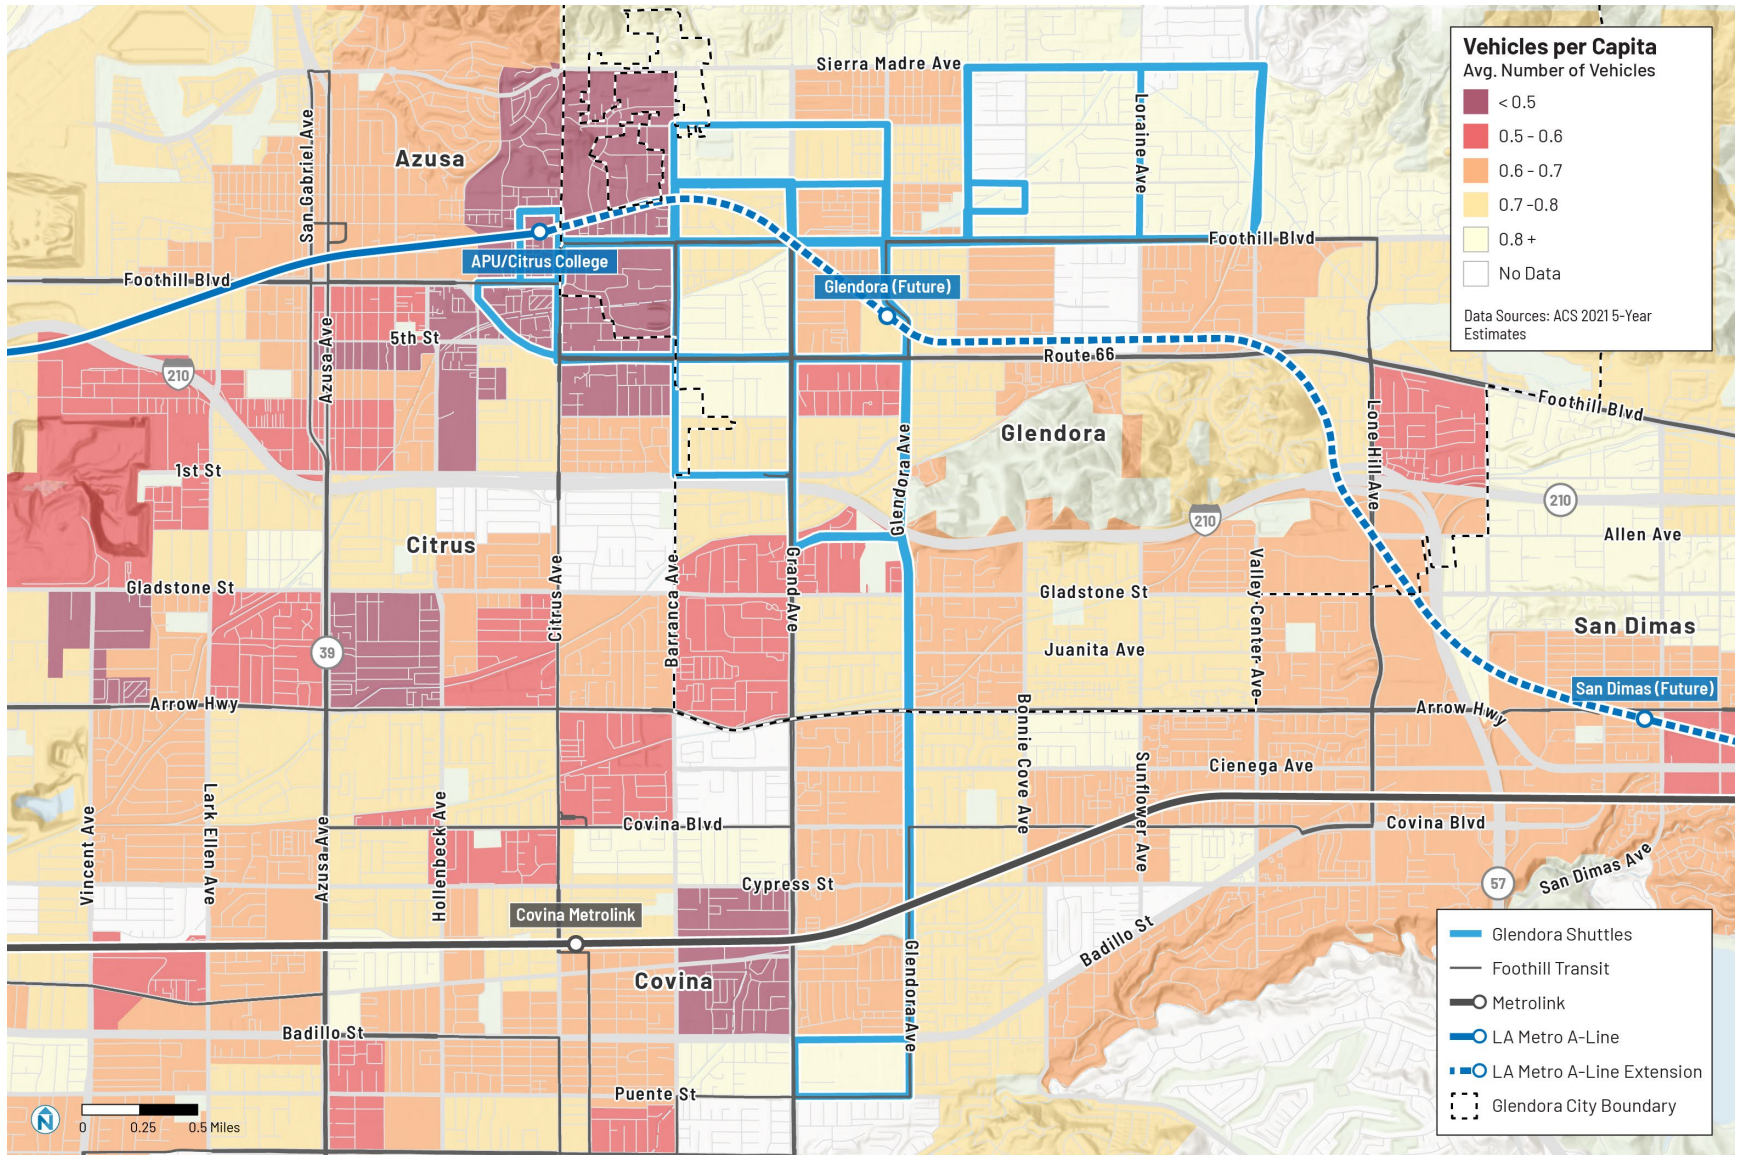 Vehicles per Capita
Avg. Number of Vehicles
< 0.5
0.5 - 0.6
0.6 - 0.7
0.7 -0.8
0.8 +
No Data
Data Sources: ACS 2021 5-Year
Estimates
Sierra Madre Ave
Loraine Ave
San Gabriel Ave
Azusa
APU/Citrus College
Foothill Blvd
Foothill Blvd
Glendora (Future)
5th St
Azusa Ave
Route 66
210
Foothill Blvd
Lone Hill Ave
Glendora
Glendora Ave
1st St
210
210
Allen Ave
Citrus
Citrus Ave
Barranca Ave
Grand Ave
Valley Center Ave
Gladstone St
Gladstone St
San Dimas
39
Juanita Ave
San Dimas (Future)
Arrow Hwy
Arrow Hwy
Bonnie Cove Ave
Sunflower Ave
Cienega Ave
Vincent Ave
Lark Ellen Ave
Azusa Ave
Hollenbeck Ave
Covina Blvd
Covina Blvd
San Dimas Ave
57
Cypress St
Covina Metrolink
Badillo St
Glendora Ave
Covina
Badillo St
Puente St
N
0 0.25 0.5 Miles
Glendora Shuttles
Foothill Transit
Metrolink
LA Metro A-Line
LA Metro A-Line Extension
Glendora City Boundary